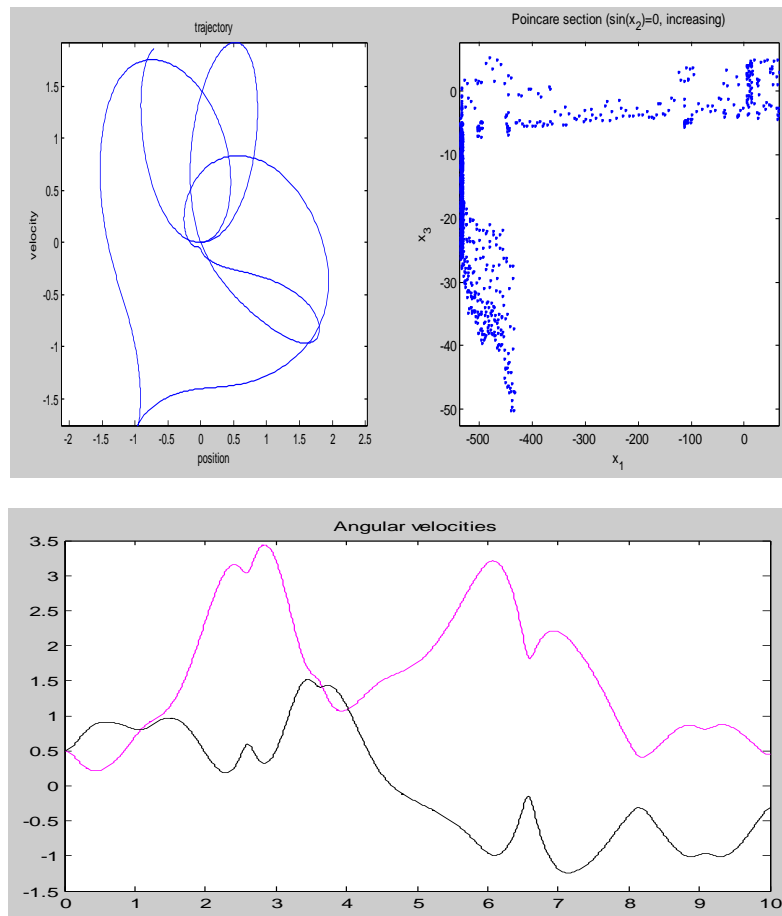 trajectory
1.5
1
0.5
0
-0.5
-1
-1.5
velocity
-2 -1.5 -1 -0.5 0 0.5 1 1.5 2 2.5
position
Poincare section (sin(x_2)=0, increasing)
0
-10
-20
-30
-40
-50
x_3
-500 -400 -300 -200 -100 0
x_1
Angular velocities
3.5
3
2.5
2
1.5
1
0.5
0
-0.5
-1
-1.5
0 1 2 3 4 5 6 7 8 9 10